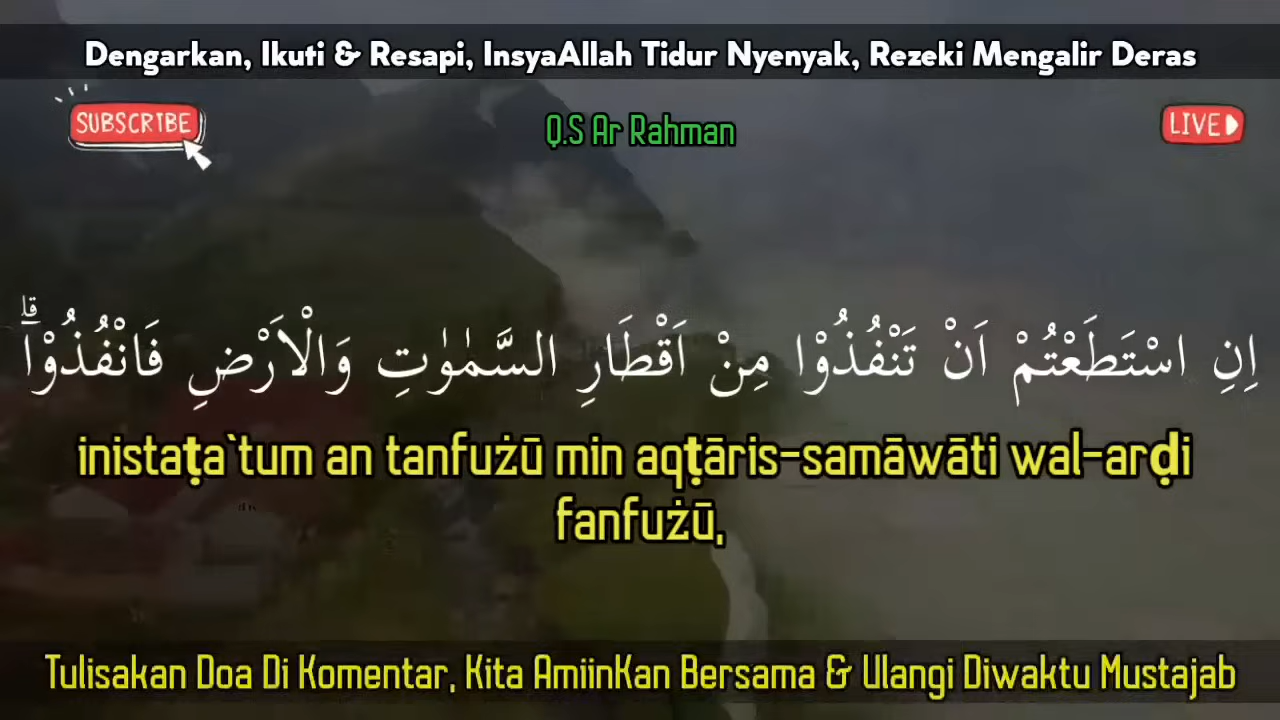 Dengarkan, Ikuti & Resapi, InsyaAllah Tidur Nyenyak, Rezeki Mengalir Deras
SUBSCRIBE
Q.S Ar Rahman
LIVE
اِنِ اسْتَطَعْتُمْ اَنْ تَنْفُذُوْا مِنْ اَقْطَارِ السَّمٰوٰتِ وَالْاَرْضِ فَانْفُذُوْاۗ
inistaṭa`tum an tanfużū min aqṭāris-samāwāti wal-arḍi
fanfużū,
Tulisakan Doa Di Komentar, Kita AmiinKan Bersama & Ulangi Diwaktu Mustajab